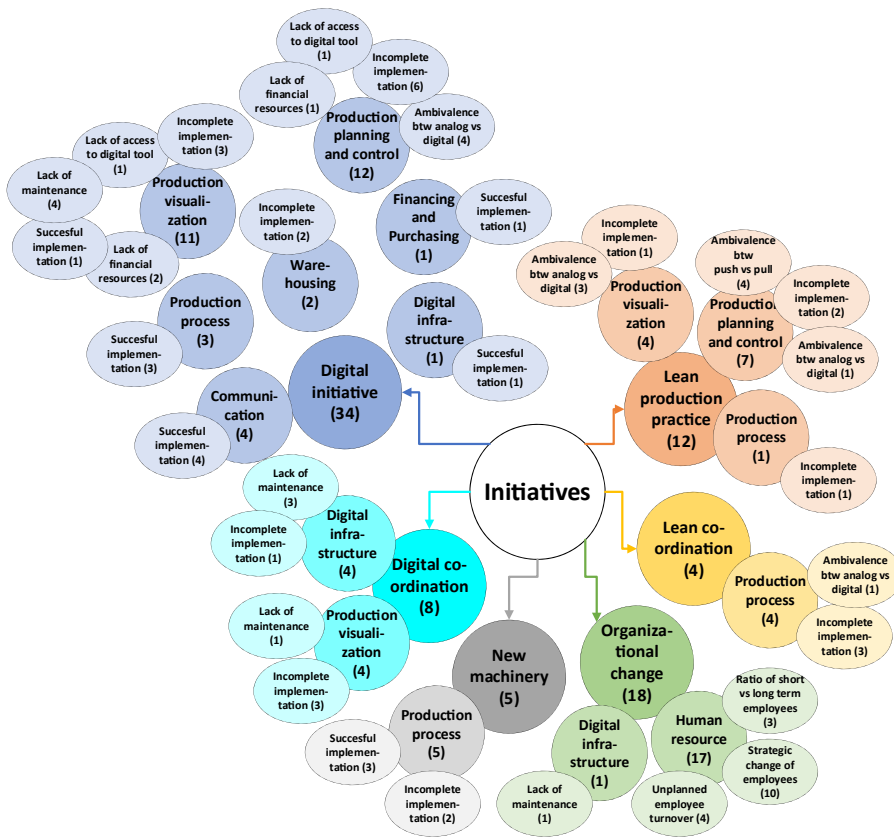 Lack of access
to digital tool
(1)
Incomplete
implemen-
tation (6)
Lack of
financial
resources (1)
Ambivalence
btw analog vs
digital (4)
Production
planning
and control
(12)
Incomplete
implemen-
tation (3)
Lack of access
to digital tool
(1)
Lack of
maintenance
(4)
Succesful
implemen-
tation (1)
Lack of
financial
resources (2)
Production
visualization
(11)
Incomplete
implemen-
tation (2)
Ware-
housing
(2)
Financing and
Purchasing
(1)
Succesful
implemen-
tation (1)
Production
process
(3)
Succesful
implemen-
tation (3)
Digital
infra-
structure
(1)
Succesful
implemen-
tation (1)
Digital
initiative
(34)
Communi-
cation
(4)
Succesful
implemen-
tation (4)
Incomplete
implemen-
tation (1)
Ambivalence
btw analog vs
digital (3)
Production
visualization
(4)
Ambivalence
btw
push vs pull
(4)
Incomplete
implemen-
tation (2)
Ambivalence
btw analog vs
digital (1)
Production
planning
and control
(7)
Lean
production
practice
(12)
Production
process
(1)
Incomplete
implemen-
tation (1)
Initiatives
Lack of
maintenance
(3)
Incomplete
implemen-
tation (1)
Digital
infra-
structure
(4)
Digital co-
ordination
(8)
Lack of
maintenance
(1)
Production
visualization
(4)
Incomplete
implemen-
tation (3)
Lean co-
ordination
(4)
Production
process
(4)
Ambivalence
btw analog vs
digital (1)
Incomplete
implemen-
tation (3)
New
machinery
(5)
Production
process
(5)
Succesful
implemen-
tation (3)
Incomplete
implemen-
tation (2)
Organiza-
tional
change
(18)
Digital
infra-
structure
(1)
Lack of
maintenance
(1)
Human
resource
(17)
Ratio of short
vs long term
employees
(3)
Strategic
change of
employees
(10)
Unplanned
employee
turnover (4)